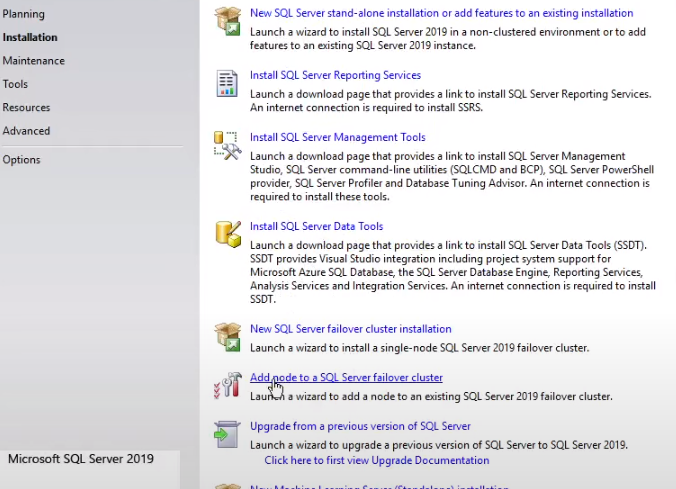 Planning
Installation
Maintenance
Tools
Resources
Advanced
Options
New SQL Server stand-alone installation or add features to an existing installation
Launch a wizard to install SQL Server 2019 in a non-clustered environment or to add
features to an existing SQL Server 2019 instance.
Install SQL Server Reporting Services
Launch a download page that provides a link to install SQL Server Reporting Services.
An internet connection is required to install SSRS.
Install SQL Server Management Tools
Launch a download page that provides a link to install SQL Server Management
Studio, SQL Server command-line utilities (SQLCMD and BCP), SQL Server PowerShell
provider, SQL Server Profiler and Database Tuning Advisor. An internet connection is
required to install these tools.
Install SQL Server Data Tools
Launch a download page that provides a link to install SQL Server Data Tools (SSDT).
SSDT provides Visual Studio integration including project system support for
Microsoft Azure SQL Database, the SQL Server Database Engine, Reporting Services,
Analysis Services and Integration Services. An internet connection is required to install
SSDT.
New SQL Server failover cluster installation
Launch a wizard to install a single-node SQL Server 2019 failover cluster.
Add node to a SQL Server failover cluster
Launch a wizard to add a node to an existing SQL Server 2019 failover cluster.
Upgrade from a previous version of SQL Server
Launch a wizard to upgrade a previous version of SQL Server to SQL Server 2019.
Click here to first view Upgrade Documentation
New Machine Learning Server (Standalone) installation
Microsoft SQL Server 2019